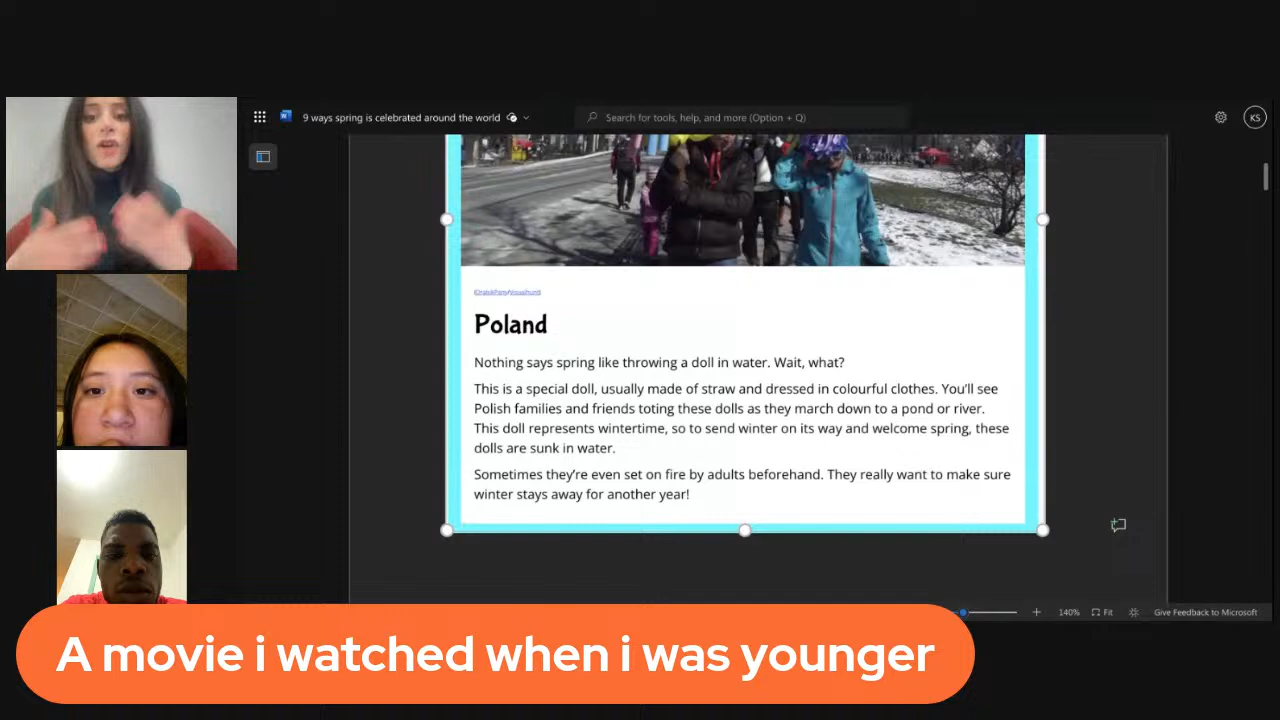 9 ways spring is celebrated around the world
Search for tools, help, and more (Option + Q)
KS
Poland
Nothing says spring like throwing a doll in water. Wait, what?
This is a special doll, usually made of straw and dressed in colourful clothes. You'll see
Polish families and friends toting these dolls as they march down to a pond or river.
This doll represents wintertime, so to send winter on its way and welcome spring, these
dolls are sunk in water.
Sometimes they're even set on fire by adults beforehand. They really want to make sure
winter stays away for another year!
140%
Fit
Give Feedback to Microsoft
A movie i watched when i was younger